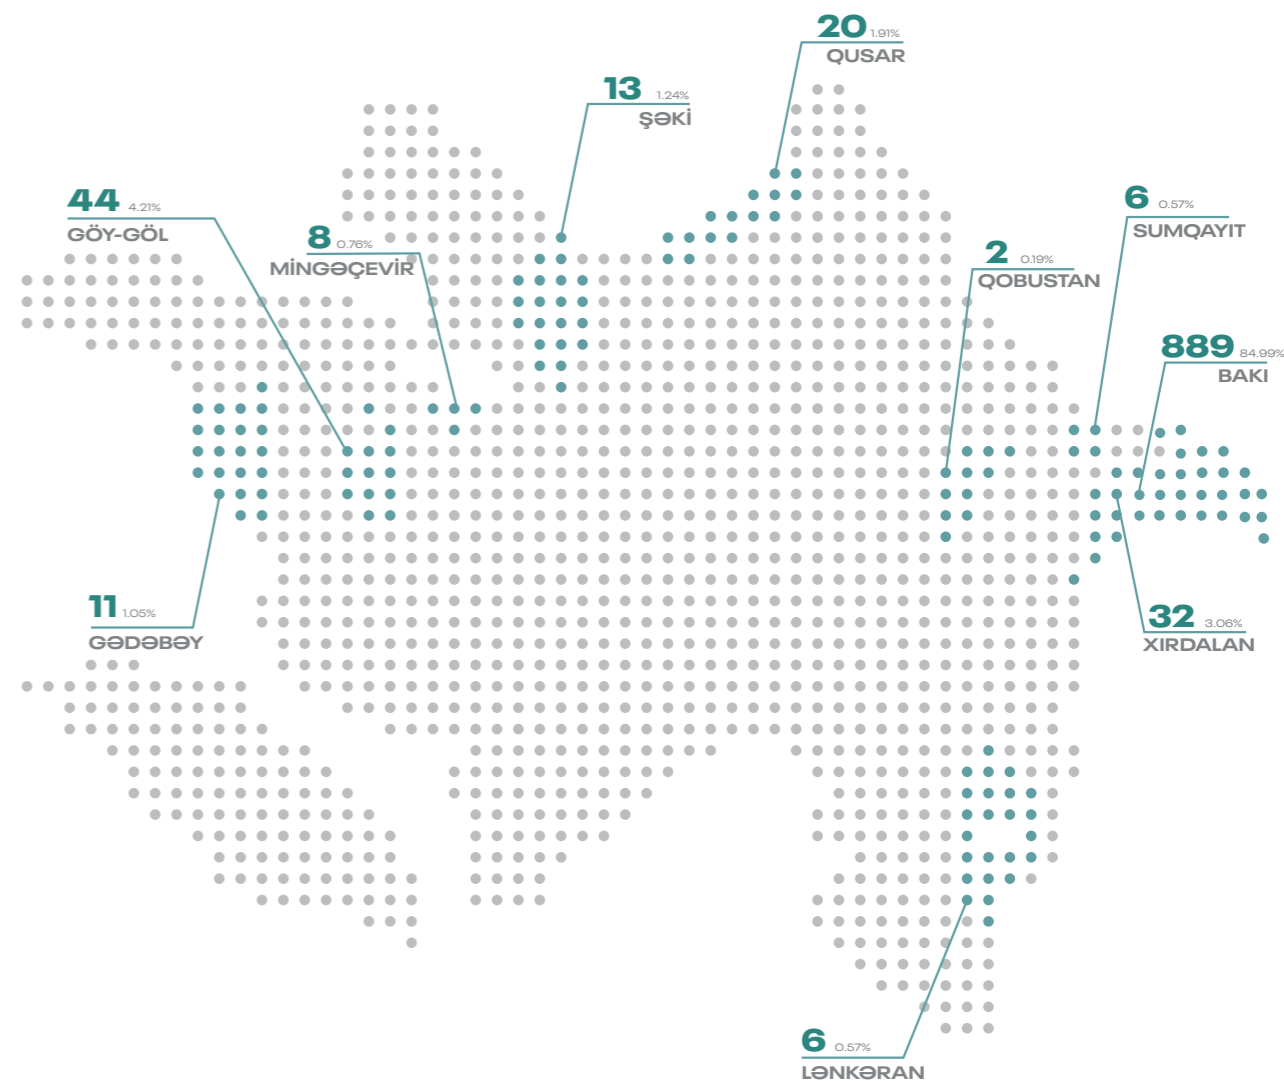 20 1.91%
QUSAR
13 1.24%
ŞƏKİ
44 4.21%
GÖY-GÖL
6 0.57%
SUMQAYIT
8 0.76%
MİNGƏÇEVİR
2 0.19%
QOBUSTAN
889 84.99%
BAKI
11 1.05%
GƏDƏBƏY
32 3.06%
XIRDALAN
6 0.57%
LƏNKƏRAN